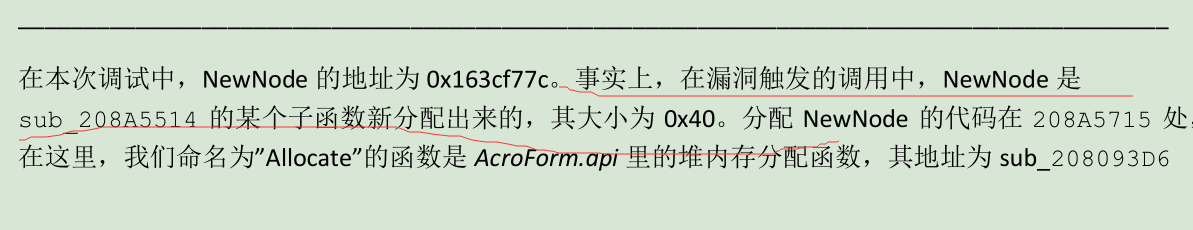 在本次调试中，NewNode 的地址为 0x163cf77c。事实上，在漏洞触发的调用中，NewNode 是
sub_208A5514 的某个子函数新分配出来的，其大小为 0x40。分配 NewNode 的代码在 208A5715 处，
在这里，我们命名为”Allocate”的函数是 AcroForm.api 里的堆内存分配函数，其地址为 sub_208093D6